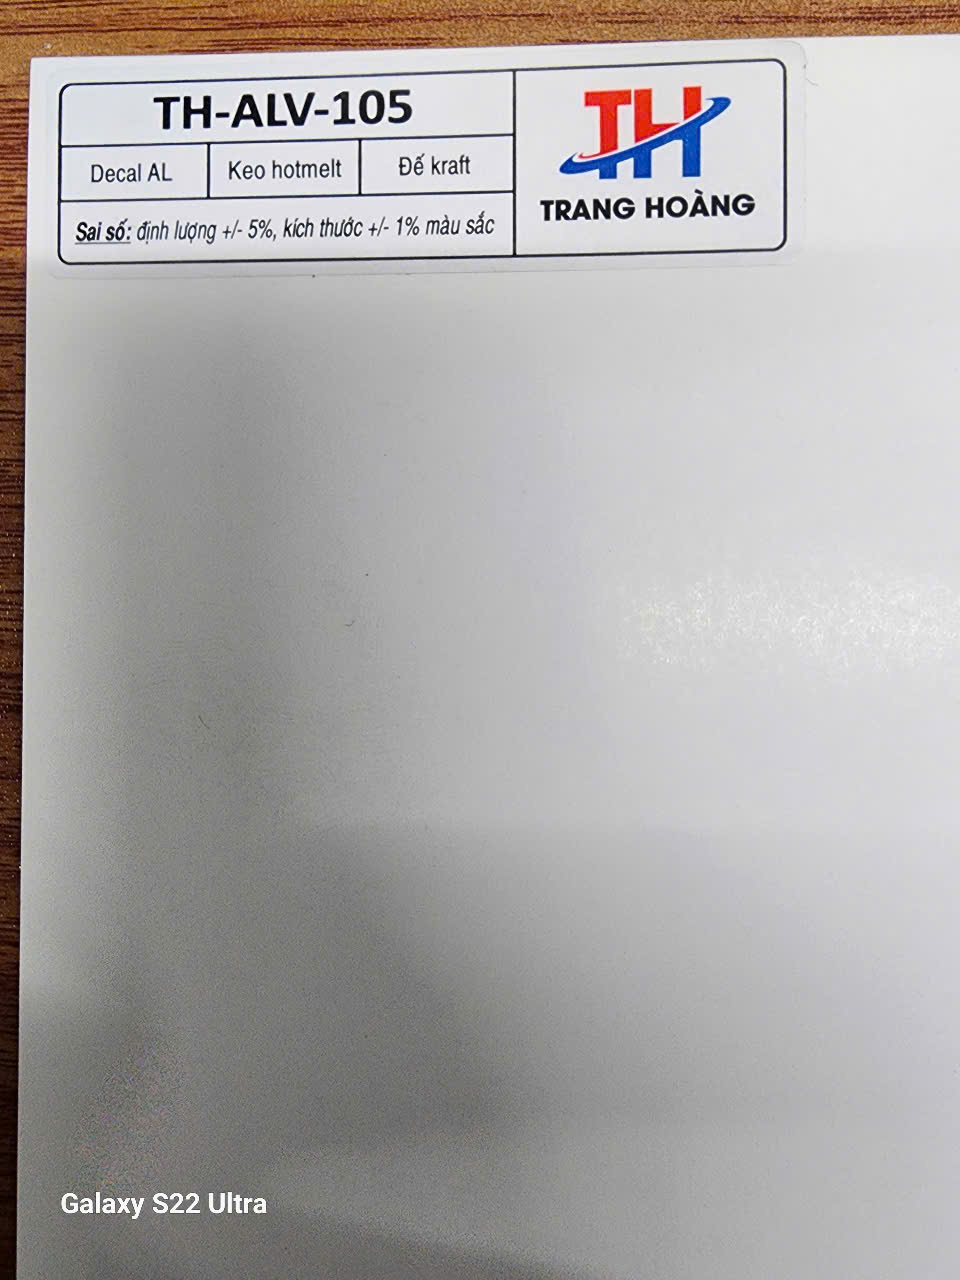 TH-ALV-105
Decal AL
Keo hotmelt
Đế kraft
Sai số: định lượng +/- 5%, kích thước +/- 1% màu sắc
TH
TRANG HOÀNG
Galaxy S22 Ultra